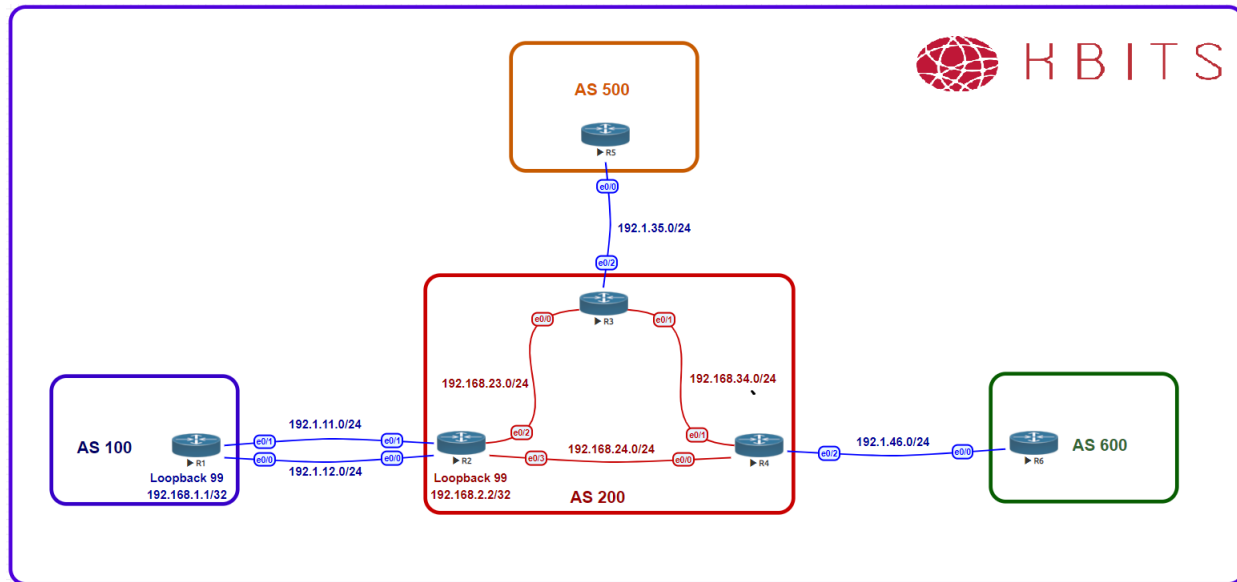 KBITS
AS 500
R5
e0/0
192.1.35.0/24
e0/2
R3
e0/0
e0/1
192.168.23.0/24
192.168.34.0/24
AS 100
R1
e0/1
192.1.11.0/24
e0/1
e0/0
192.1.12.0/24
e0/0
Loopback 99
192.168.1.1/32
R2
e0/2
e0/3
Loopback 99
192.168.2.2/32
192.168.24.0/24
AS 200
e0/1
e0/0
R4
e0/2
192.1.46.0/24
e0/0
R6
AS 600